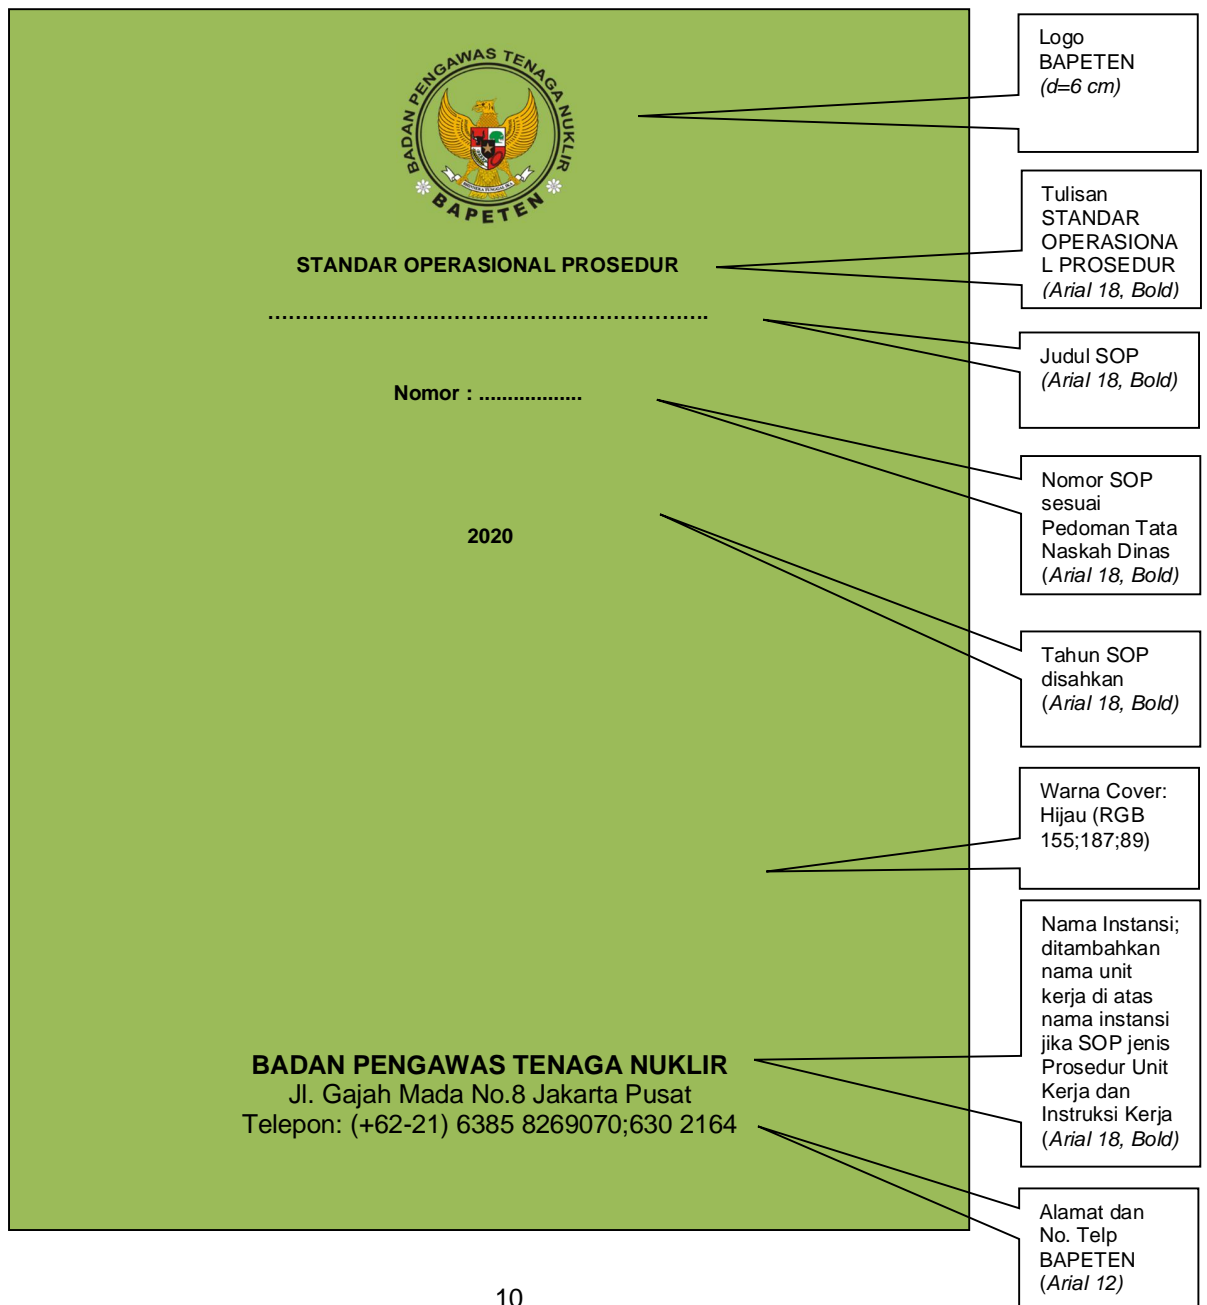 BADAN PENGAWAS TENAGA NUKLIR
BAPETEN
STANDAR OPERASIONAL PROSEDUR
................................................................
Nomor : ..................
2020
BADAN PENGAWAS TENAGA NUKLIR
Jl. Gajah Mada No.8 Jakarta Pusat
Telepon: (+62-21) 6385 8269070;630 2164
Logo
BAPETEN
(d=6 cm)
Tulisan
STANDAR
OPERASIONA
L PROSEDUR
(Arial 18, Bold)
Judul SOP
(Arial 18, Bold)
Nomor SOP
sesuai
Pedoman Tata
Naskah Dinas
(Arial 18, Bold)
Tahun SOP
disahkan
(Arial 18, Bold)
Warna Cover:
Hijau (RGB
155;187;89)
Nama Instansi;
ditambahkan
nama unit
kerja di atas
nama instansi
jika SOP jenis
Prosedur Unit
Kerja dan
Instruksi Kerja
(Arial 18, Bold)
Alamat dan
No. Telp
BAPETEN
(Arial 12)
10